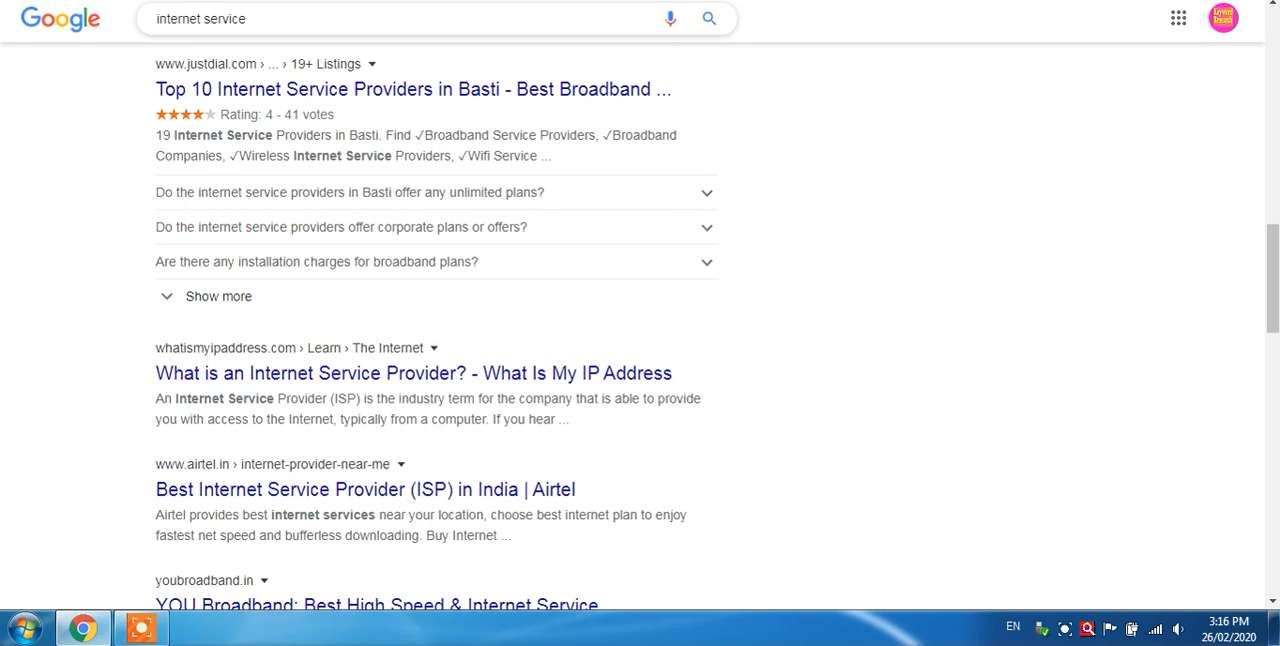 Google
internet service
Keyword
Research
www.justdial.com › ... › 19+ Listings
Top 10 Internet Service Providers in Basti - Best Broadband ...
Rating: 4 - 41 votes
19 Internet Service Providers in Basti. Find ✓Broadband Service Providers, ✓Broadband
Companies, ✓Wireless Internet Service Providers, ✓Wifi Service ...
Do the internet service providers in Basti offer any unlimited plans?
Do the internet service providers offer corporate plans or offers?
Are there any installation charges for broadband plans?
Show more
whatismyipaddress.com › Learn › The Internet
What is an Internet Service Provider? - What Is My IP Address
An Internet Service Provider (ISP) is the industry term for the company that is able to provide
you with access to the Internet, typically from a computer. If you hear ...
www.airtel.in › internet-provider-near-me
Best Internet Service Provider (ISP) in India | Airtel
Airtel provides best internet services near your location, choose best internet plan to enjoy
fastest net speed and bufferless downloading. Buy Internet ...
youbroadband.in
YOU Broadband: Best High Speed & Internet Service
EN
3:16 PM
26/02/2020